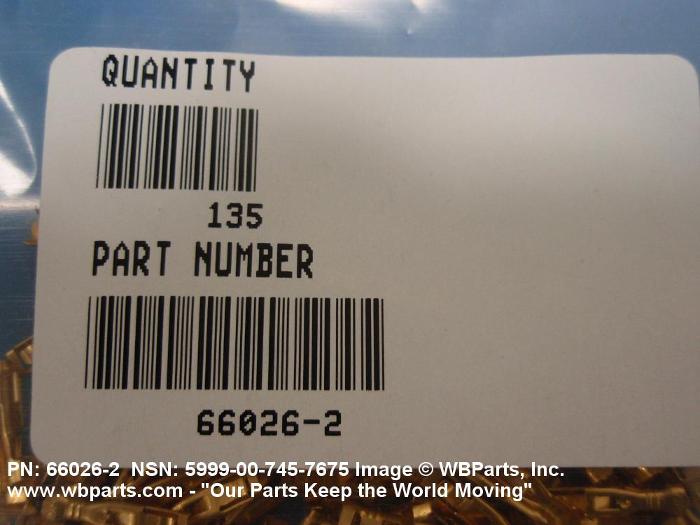 QUANTITY
135
PART NUMBER
66026-2
PN: 66026-2 NSN: 5999-00-745-7675 Image © WBParts, Inc.
www.wbparts.com - "Our Parts Keep the World Moving"